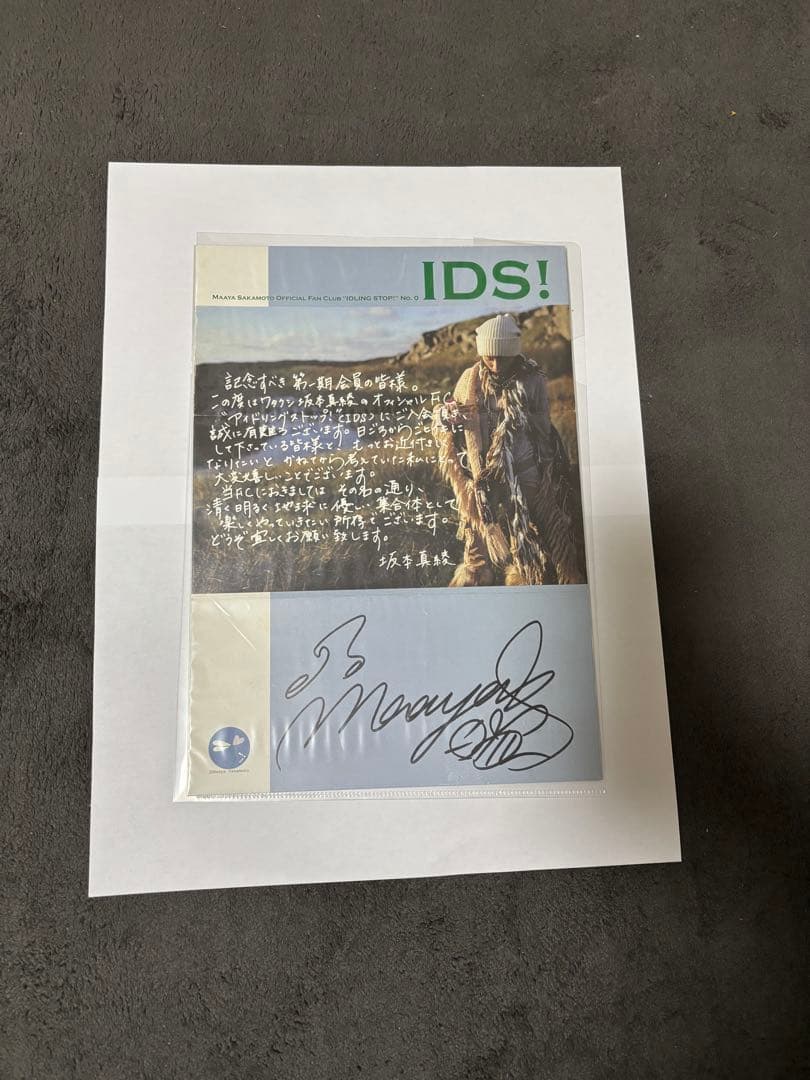 IDS!
MAAYA SAKAMOTO OFFICIAL FAN CLUB "IDLING STOP!" No. 0
記念すべき 第一期会員の皆様。
この度はワタクシ坂本真綾のオフィシャルFC
"アイドリングストップ!"(IDS)にご入会頂き、
誠に有難うございます。日ごろから
して下さっている皆様と、もっとお近付きに
なりたいと かねてから考えていた私にとって
大変嬉しいことでございます。
当FCにおきましては その名の通り、
清く明るく地球に優しい集合体として
楽しくやっていきたい所存でございます。
どうぞ宜しくお願い致します。
坂本真綾
Maaya